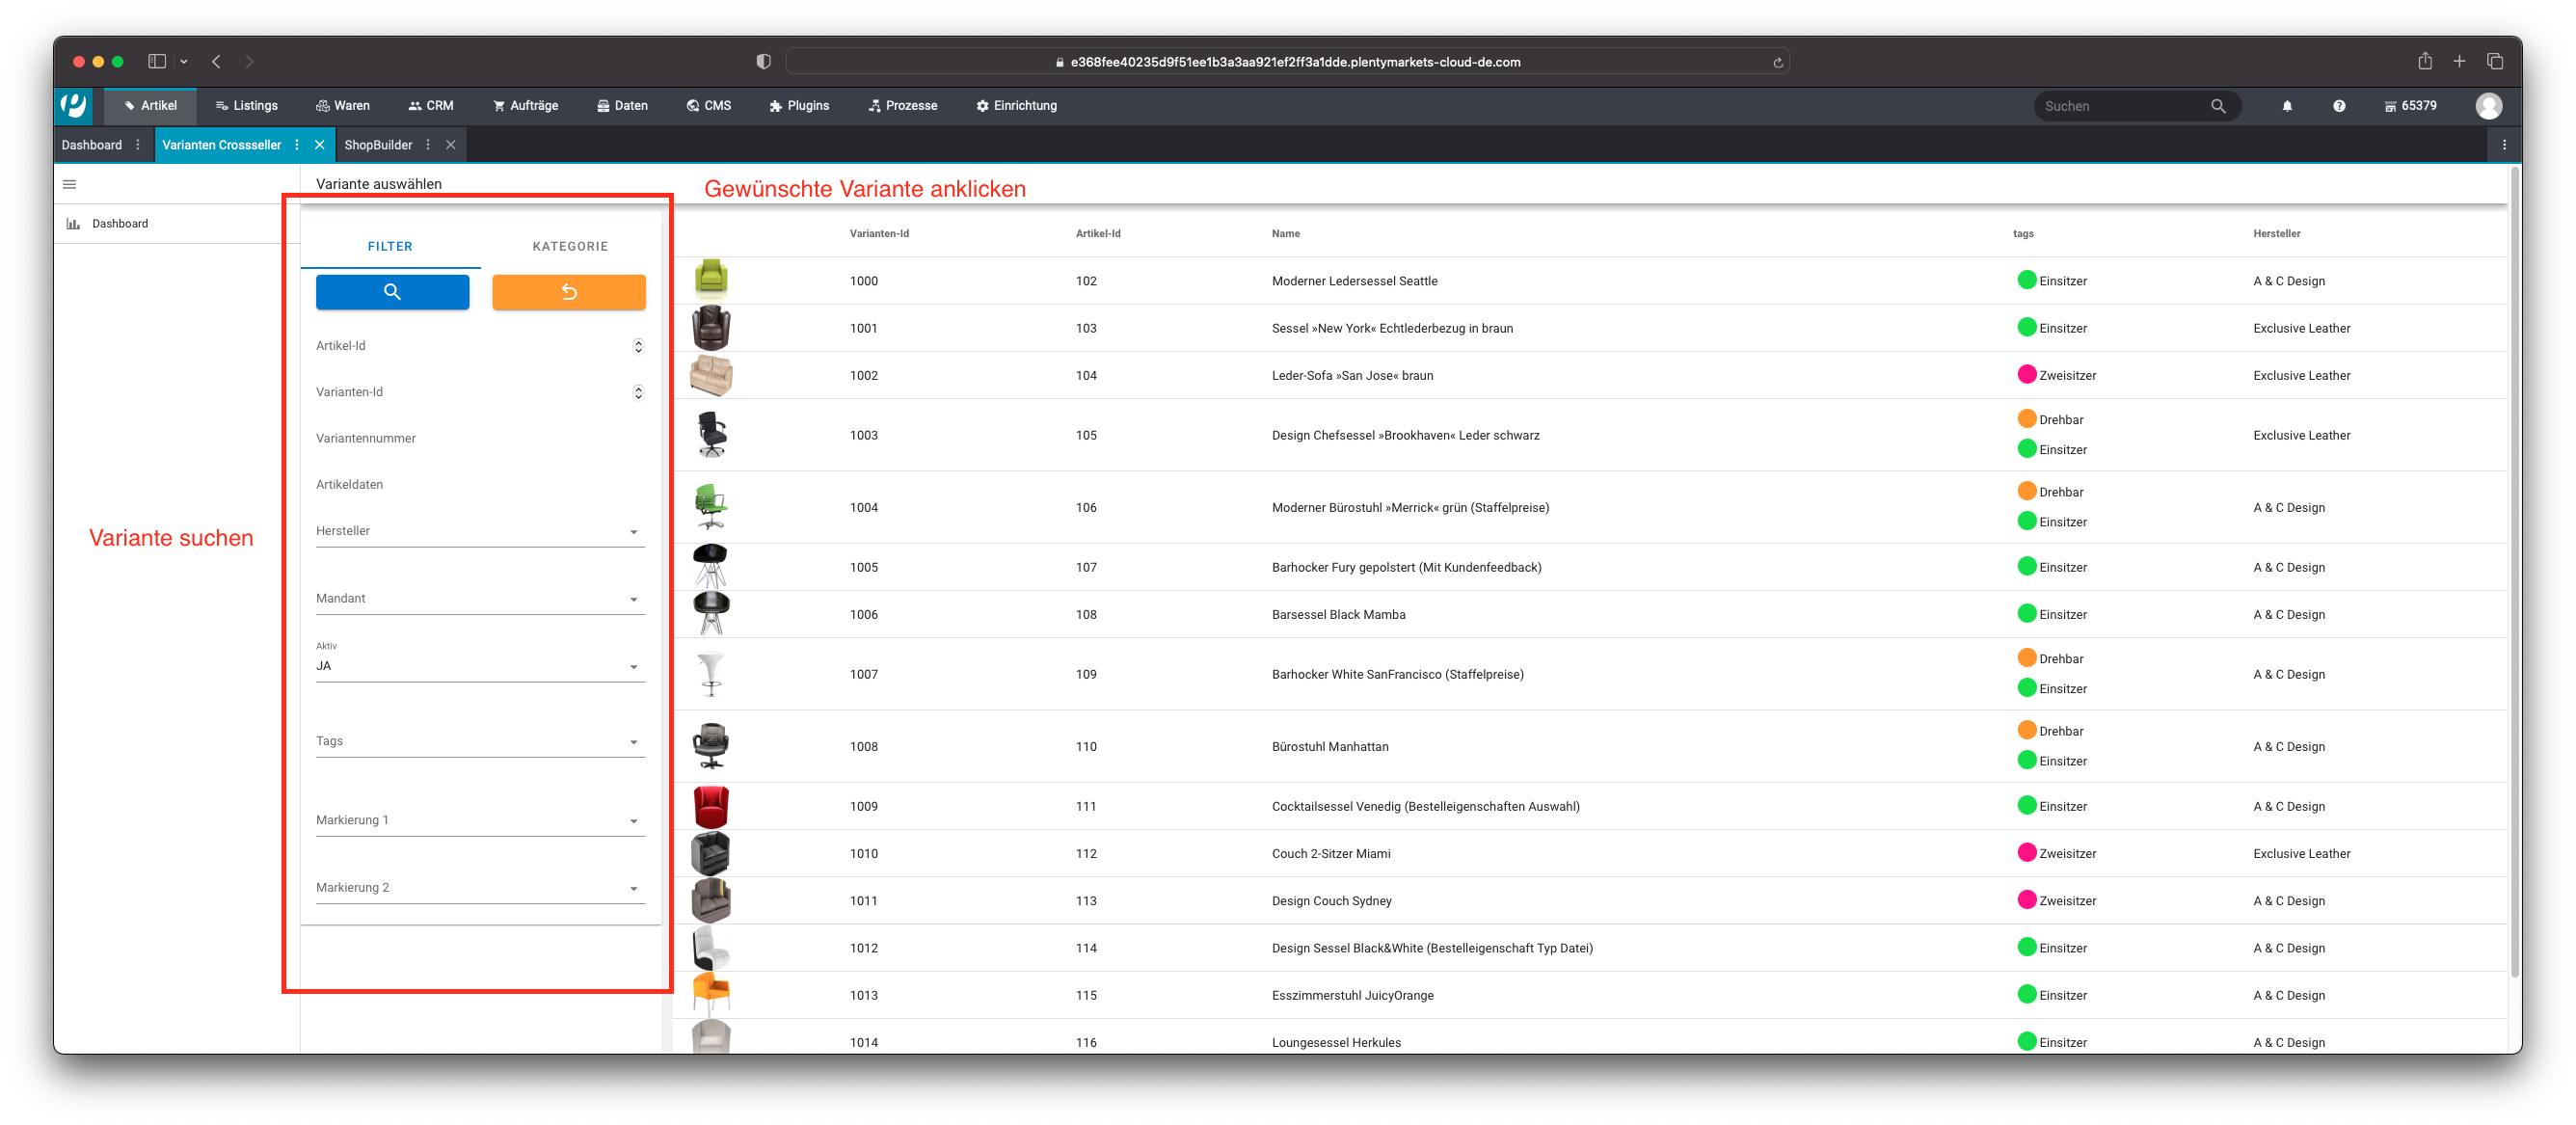 e368fee40235d9f51ee1b3a3aa921ef2ff3a1dde.plentymarkets-cloud-de.com
Artikel Listings Waren CRM Aufträge Daten CMS Plugins Prozesse Einrichtung Suchen 65379
Dashboard Varianten Crossseller ShopBuilder
Variante auswählen
Gewünschte Variante anklicken
Dashboard
FILTER KATEGORIE
Artikel-Id
Varianten-Id
Variantennummer
Artikeldaten
Hersteller
Mandant
Aktiv
JA
Tags
Markierung 1
Markierung 2
Variante suchen
Varianten-Id Artikel-Id Name tags Hersteller
1000 102 Moderner Ledersessel Seattle Einsitzer A & C Design
1001 103 Sessel »New York« Echtlederbezug in braun Einsitzer Exclusive Leather
1002 104 Leder-Sofa »San Jose« braun Zweisitzer Exclusive Leather
1003 105 Design Chefsessel »Brookhaven« Leder schwarz Drehbar Einsitzer Exclusive Leather
1004 106 Moderner Bürostuhl »Merrick« grün (Staffelpreise) Drehbar Einsitzer A & C Design
1005 107 Barhocker Fury gepolstert (Mit Kundenfeedback) Einsitzer A & C Design
1006 108 Barsessel Black Mamba Einsitzer A & C Design
1007 109 Barhocker White SanFrancisco (Staffelpreise) Drehbar Einsitzer A & C Design
1008 110 Bürostuhl Manhattan Drehbar Einsitzer A & C Design
1009 111 Cocktailsessel Venedig (Bestelleigenschaften Auswahl) Einsitzer A & C Design
1010 112 Couch 2-Sitzer Miami Zweisitzer Exclusive Leather
1011 113 Design Couch Sydney Zweisitzer A & C Design
1012 114 Design Sessel Black&White (Bestelleigenschaft Typ Datei) Einsitzer A & C Design
1013 115 Esszimmerstuhl JuicyOrange Einsitzer A & C Design
1014 116 Loungesessel Herkules Einsitzer A & C Design